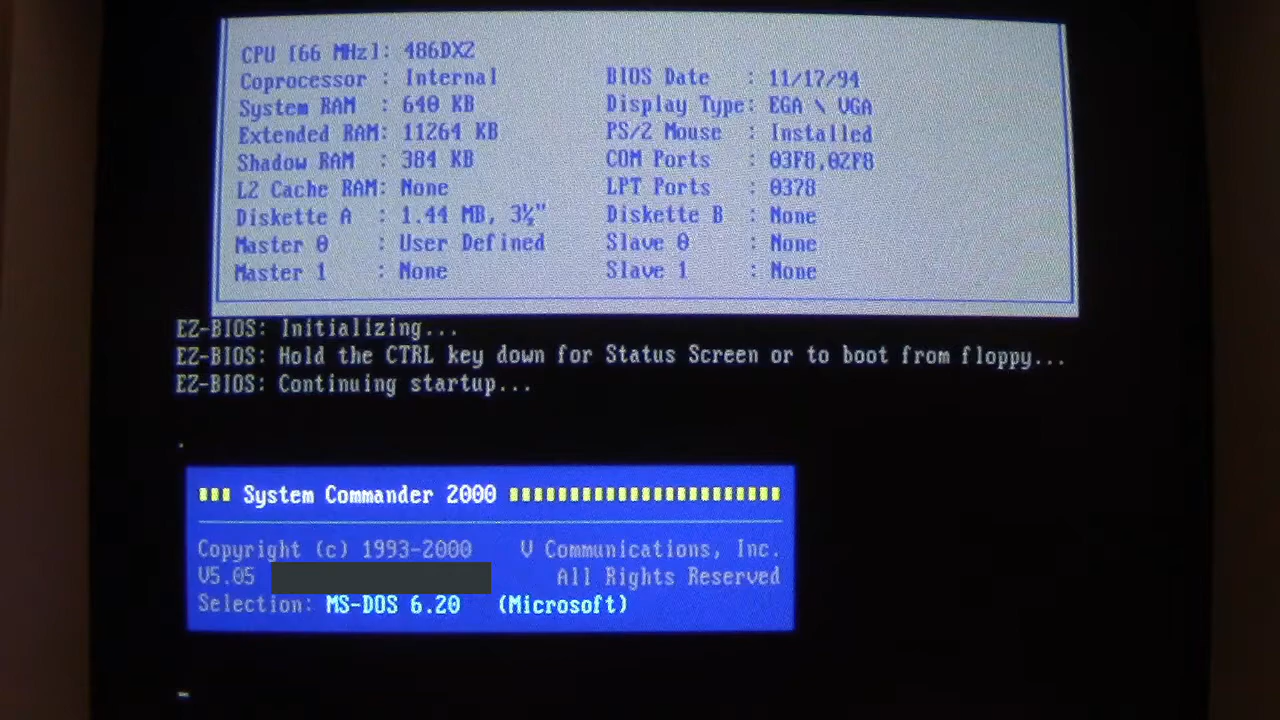 CPU [66 MHz]: 486DX2
Coprocessor : Internal BIOS Date : 11/17/94
System RAM : 640 KB Display Type: EGA \ VGA
Extended RAM: 11264 KB PS/2 Mouse : Installed
Shadow RAM : 384 KB COM Ports : 03F8,02F8
L2 Cache RAM: None LPT Ports : 0378
Diskette A : 1.44 MB, 3½" Diskette B : None
Master 0 : User Defined Slave 0 : None
Master 1 : None Slave 1 : None
EZ-BIOS: Initializing...
EZ-BIOS: Hold the CTRL key down for Status Screen or to boot from floppy...
EZ-BIOS: Continuing startup...
.
System Commander 2000
Copyright (c) 1993-2000 V Communications, Inc.
V5.05 All Rights Reserved
Selection: MS-DOS 6.20 (Microsoft)